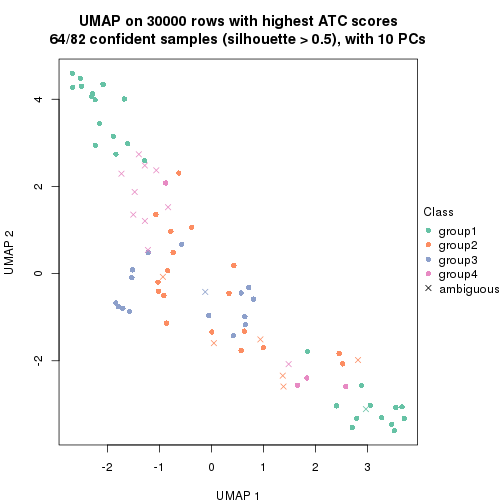 UMAP on 30000 rows with highest ATC scores
64/82 confident samples (silhouette > 0.5), with 10 PCs
4
2
0
-2
UMAP 2
-2
-1
0
1
2
3
UMAP 1
Class
group1
group2
group3
group4
ambiguous